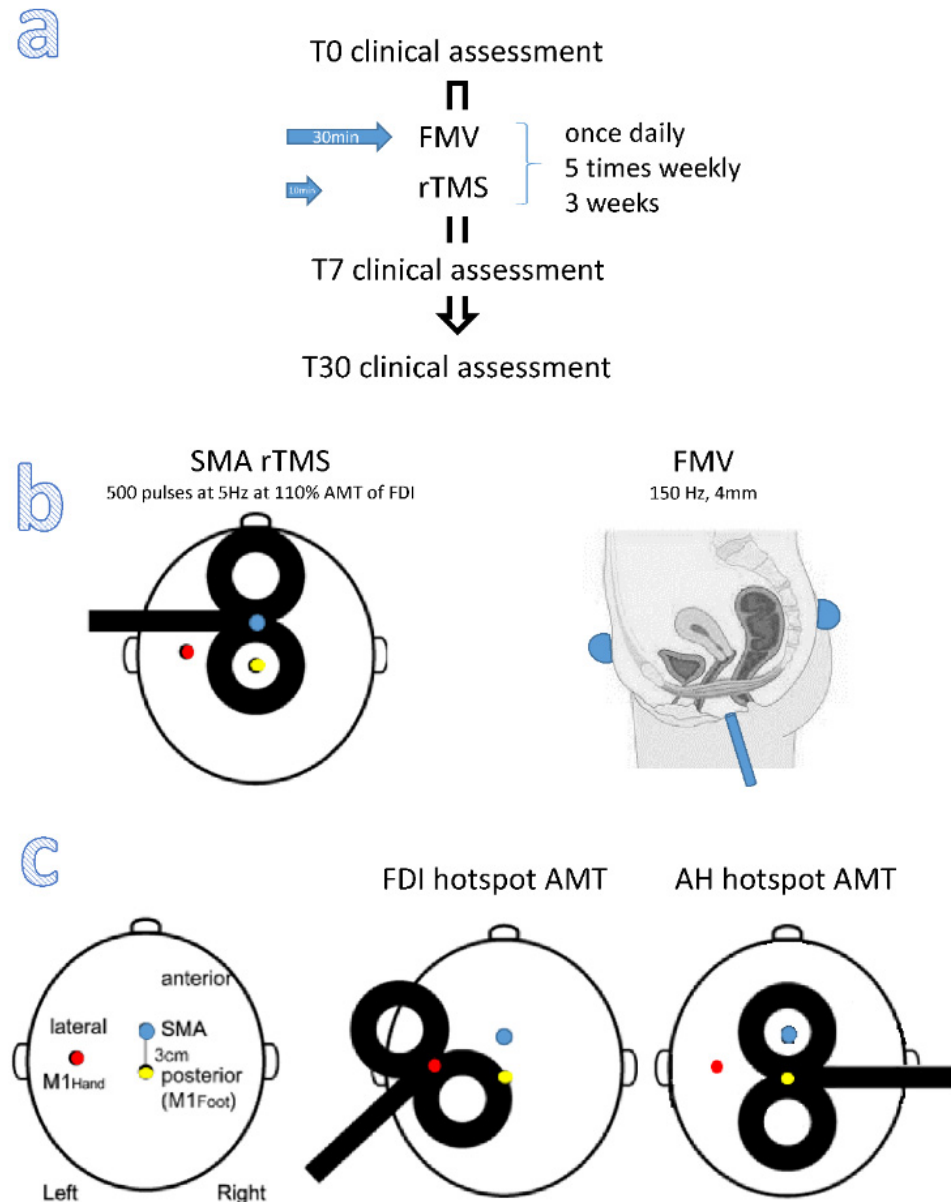 a
T0 clinical assessment
30min
FMV
10min
rTMS
once daily
5 times weekly
3 weeks
T7 clinical assessment
T30 clinical assessment
b
SMA rTMS
500 pulses at 5Hz at 110% AMT of FDI
FMV
150 Hz, 4mm
c
FDI hotspot AMT
AH hotspot AMT
anterior
lateral
SMA
3cm
M1Hand
posterior
(M1Foot)
Left
Right